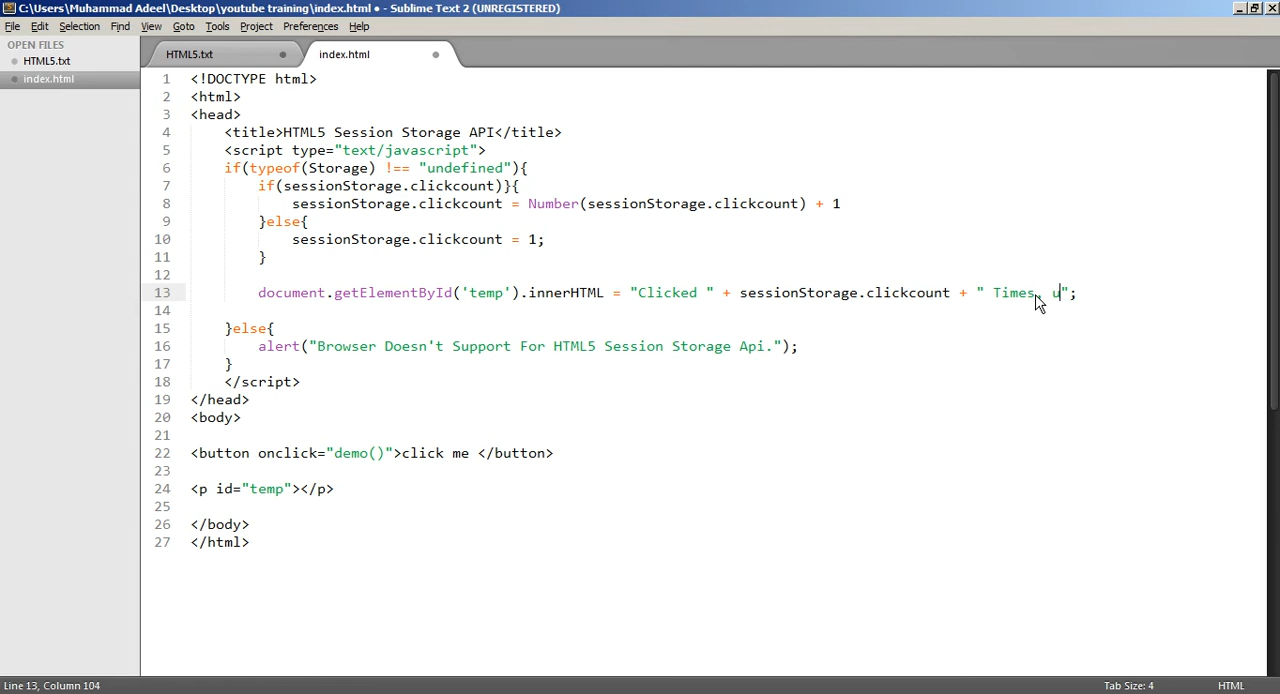 C:\Users\Muhammad Adeel\Desktop\youtube training\index.html • - Sublime Text 2 (UNREGISTERED)
File Edit Selection Find View Goto Tools Project Preferences Help
OPEN FILES
HTML5.txt
index.html
HTML5.txt index.html
1 <!DOCTYPE html>
2 <html>
3 <head>
4 <title>HTML5 Session Storage API</title>
5 <script type="text/javascript">
6 if(typeof(Storage) !== "undefined"){
7 if(sessionStorage.clickcount)}{
8 sessionStorage.clickcount = Number(sessionStorage.clickcount) + 1
9 }else{
10 sessionStorage.clickcount = 1;
11 }
12
13 document.getElementById('temp').innerHTML = "Clicked " + sessionStorage.clickcount + " Times, u";
14
15 }else{
16 alert("Browser Doesn't Support For HTML5 Session Storage Api.");
17 }
18 </script>
19 </head>
20 <body>
21
22 <button onclick="demo()">click me </button>
23
24 <p id="temp"></p>
25
26 </body>
27 </html>
Line 13, Column 104 Tab Size: 4 HTML